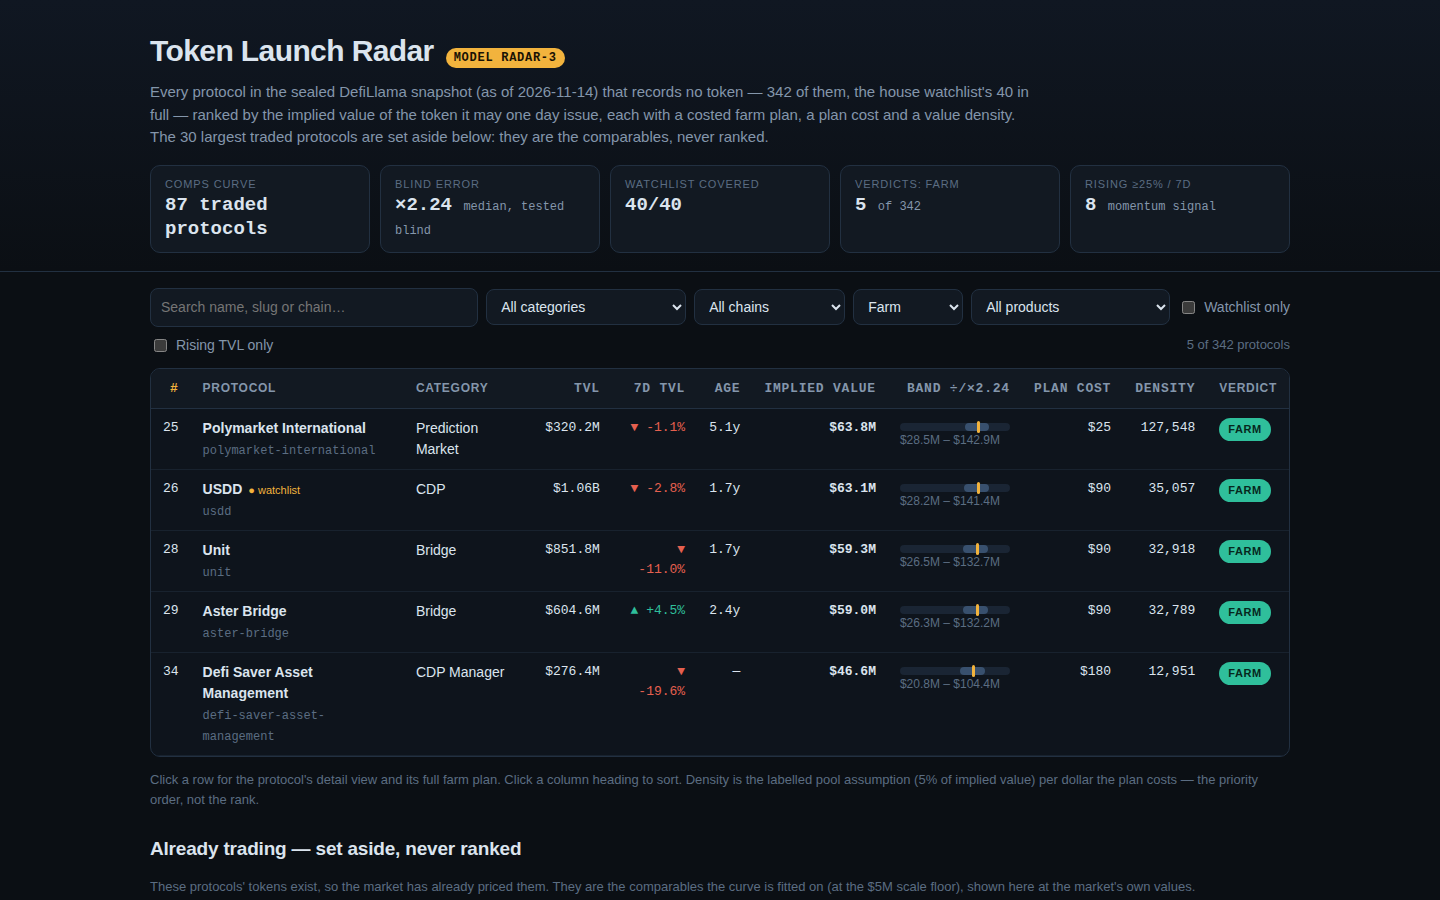 Token Launch Radar MODEL RADAR-3
Every protocol in the sealed DefiLlama snapshot (as of 2026-11-14) that records no token — 342 of them, the house watchlist's 40 in
full — ranked by the implied value of the token it may one day issue, each with a costed farm plan, a plan cost and a value density.
The 30 largest traded protocols are set aside below: they are the comparables, never ranked.
COMPS CURVE
87 traded
protocols
BLIND ERROR
×2.24 median, tested
blind
WATCHLIST COVERED
40/40
VERDICTS: FARM
5 of 342
RISING ≥25% / 7D
8 momentum signal
Search name, slug or chain… All categories All chains Farm All products Watchlist only
Rising TVL only 5 of 342 protocols
# PROTOCOL CATEGORY TVL 7D TVL AGE IMPLIED VALUE BAND ÷/×2.24 PLAN COST DENSITY VERDICT
25 Polymarket International Prediction $320.2M ▼ -1.1% 5.1y $63.8M $25 127,548 FARM
polymarket-international Market $28.5M – $142.9M
26 USDD ● watchlist CDP $1.06B ▼ -2.8% 1.7y $63.1M $90 35,057 FARM
usdd $28.2M – $141.4M
28 Unit Bridge $851.8M ▼ 1.7y $59.3M $90 32,918 FARM
unit -11.0% $26.5M – $132.7M
29 Aster Bridge Bridge $604.6M ▲ +4.5% 2.4y $59.0M $90 32,789 FARM
aster-bridge $26.3M – $132.2M
34 Defi Saver Asset CDP Manager $276.4M ▼ — $46.6M $180 12,951 FARM
Management -19.6% $20.8M – $104.4M
defi-saver-asset-
management
Click a row for the protocol's detail view and its full farm plan. Click a column heading to sort. Density is the labelled pool assumption (5% of implied value) per dollar the plan costs — the priority
order, not the rank.
Already trading — set aside, never ranked
These protocols' tokens exist, so the market has already priced them. They are the comparables the curve is fitted on (at the $5M scale floor), shown here at the market's own values.